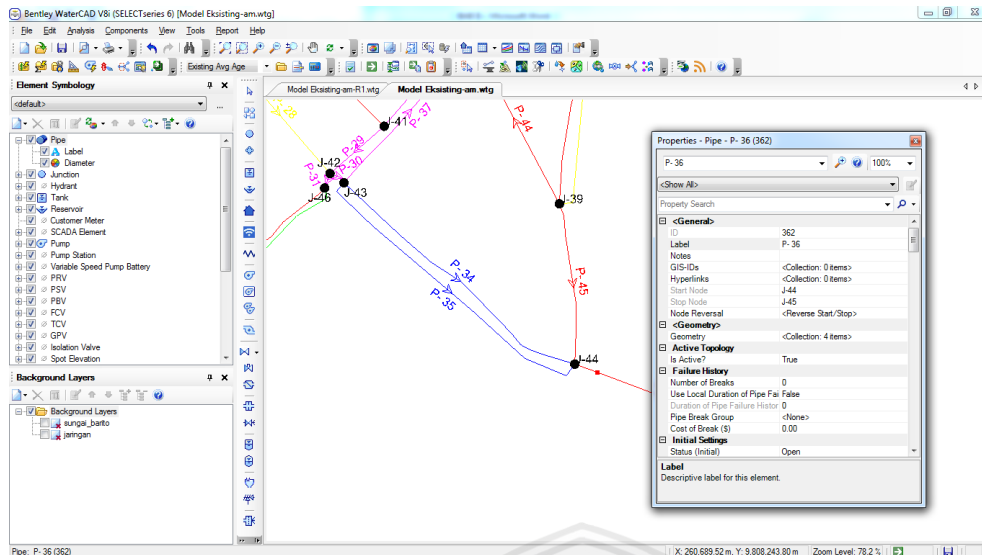 Bentley WaterCAD V8i (SELECTseries 6) [Model Eksisting-am.wtg]
File Edit Analysis Components View Tools Report Help
Existing Avg Age
Element Symbology
<default>
Pipe
Label
Diameter
Junction
Hydrant
Tank
Reservoir
Customer Meter
SCADA Element
Pump
Pump Station
Variable Speed Pump Battery
PRV
PSV
PBV
FCV
TCV
GPV
Isolation Valve
Spot Elevation
Background Layers
Background Layers
sungai_barito
jaringan
Model Eksisting-am-R1.wtg Model Eksisting-am.wtg
J-41
P-37
P-29
P-30
J-42
J-43
J-46
P-44
J-39
P-34
P-35
P-45
J-44
Properties - Pipe - P- 36 (362)
P- 36 100%
<Show All>
Property Search
<General>
ID 362
Label P- 36
Notes
GIS-IDs <Collection: 0 items>
Hyperlinks <Collection: 0 items>
Start Node J-44
Stop Node J-45
Node Reversal <Reverse Start/Stop>
<Geometry>
Geometry <Collection: 4 items>
Active Topology
Is Active? True
Failure History
Number of Breaks 0
Use Local Duration of Pipe Fai False
Duration of Pipe Failure Histor 0
Pipe Break Group <None>
Cost of Break ($) 0.00
Initial Settings
Status (Initial) Open
Label
Descriptive label for this element.
Pipe: P- 36 (362)
X: 260,689.52 m, Y: 9,808,243.80 m Zoom Level: 78.2 %